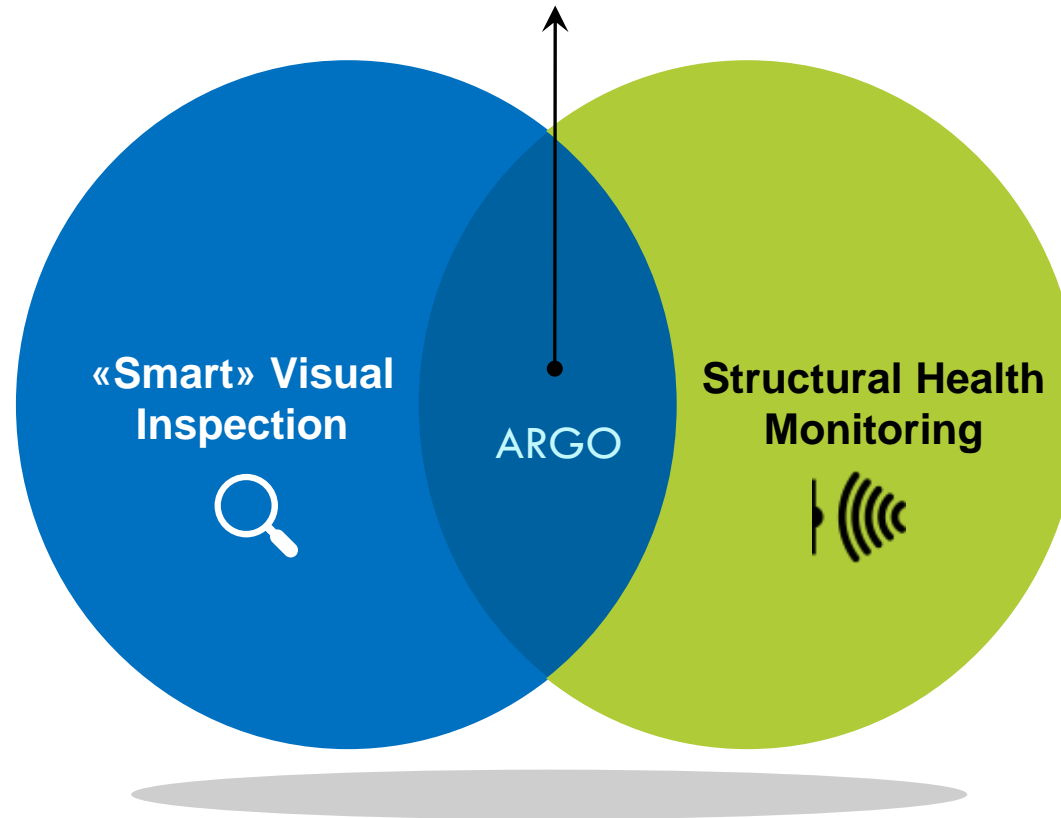 «Smart» Visual
Inspection
ARGO
Structural Health
Monitoring